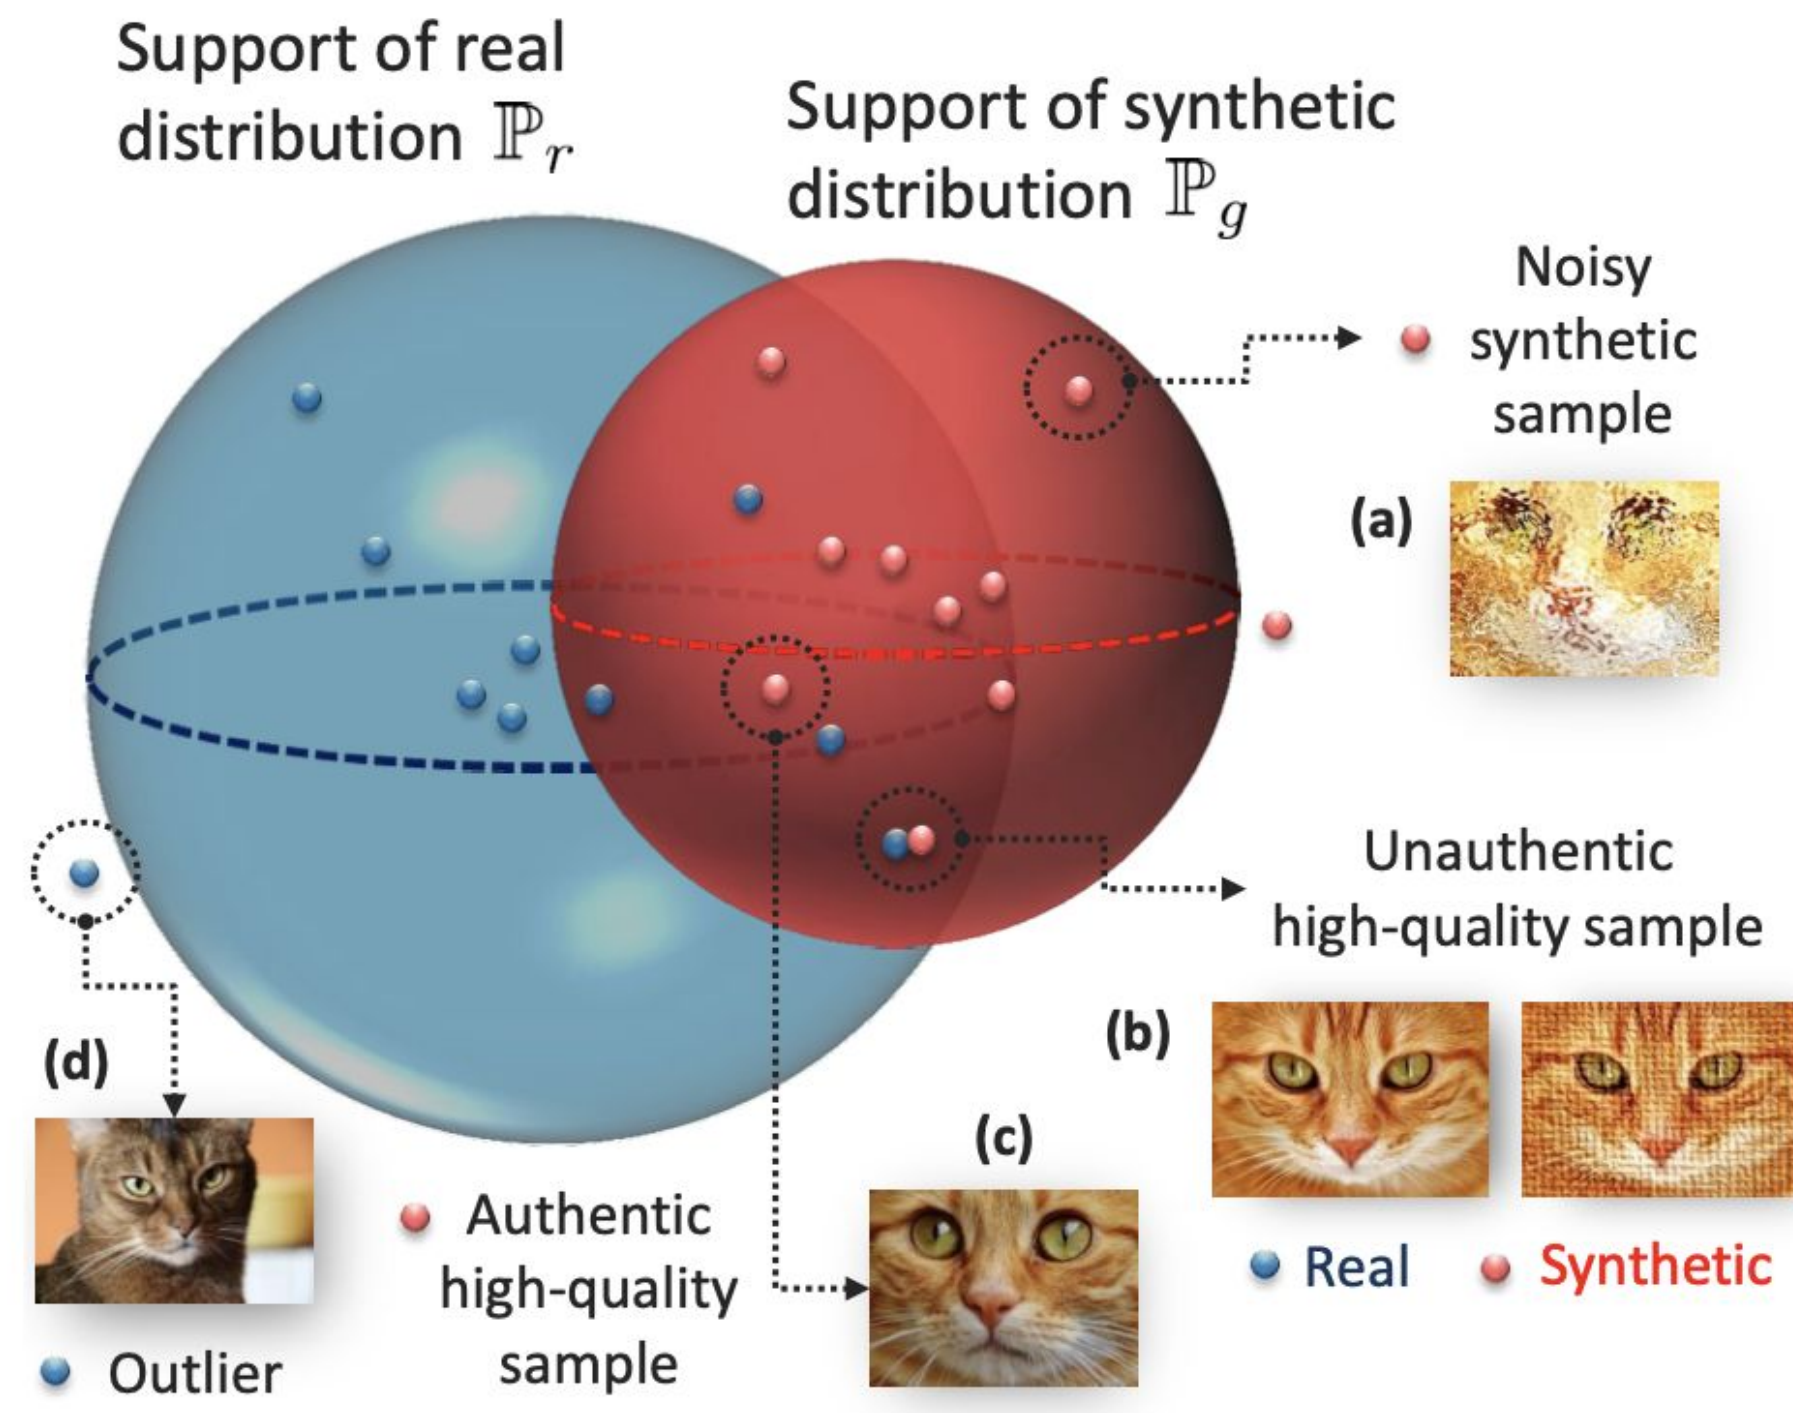 Support of real
distribution ℙr
Support of synthetic
distribution ℙg
Noisy
synthetic
sample
(a)
Unauthentic
high-quality sample
(b)
Real
Synthetic
(c)
Authentic
high-quality
sample
(d)
Outlier